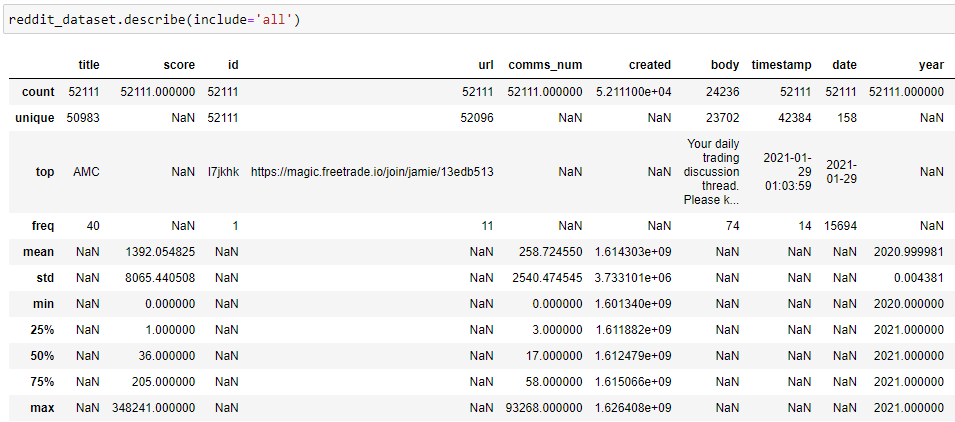 reddit_dataset.describe(include='all')
title score id url comms_num created body timestamp date year
count 52111 52111.000000 52111 52111 52111.000000 5.211100e+04 24236 52111 52111 52111.000000
unique 50983 NaN 52111 52096 NaN NaN 23702 42384 158 NaN
top AMC NaN l7jkhk https://magic.freetrade.io/join/jamie/13edb513 NaN NaN Your daily trading discussion thread. Please k... 2021-01-29 01:03:59 2021-01-29 NaN
freq 40 NaN 1 11 NaN NaN 74 14 15694 NaN
mean NaN 1392.054825 NaN NaN 258.724550 1.614303e+09 NaN NaN NaN 2020.999981
std NaN 8065.440508 NaN NaN 2540.474545 3.733101e+06 NaN NaN NaN 0.004381
min NaN 0.000000 NaN NaN 0.000000 1.601340e+09 NaN NaN NaN 2020.000000
25% NaN 1.000000 NaN NaN 3.000000 1.611882e+09 NaN NaN NaN 2021.000000
50% NaN 36.000000 NaN NaN 17.000000 1.612479e+09 NaN NaN NaN 2021.000000
75% NaN 205.000000 NaN NaN 58.000000 1.615066e+09 NaN NaN NaN 2021.000000
max NaN 348241.000000 NaN NaN 93268.000000 1.626408e+09 NaN NaN NaN 2021.000000